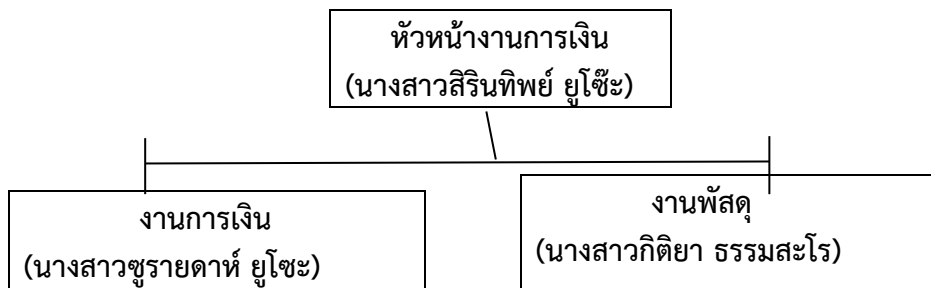 หัวหน้างานการเงิน
(นางสาวสิรินทิพย์ ยูโซ๊ะ)
งานการเงิน
(นางสาวซูรายดาห์ ยูโซะ)
งานพัสดุ
(นางสาวกิติยา ธรรมสะโร)